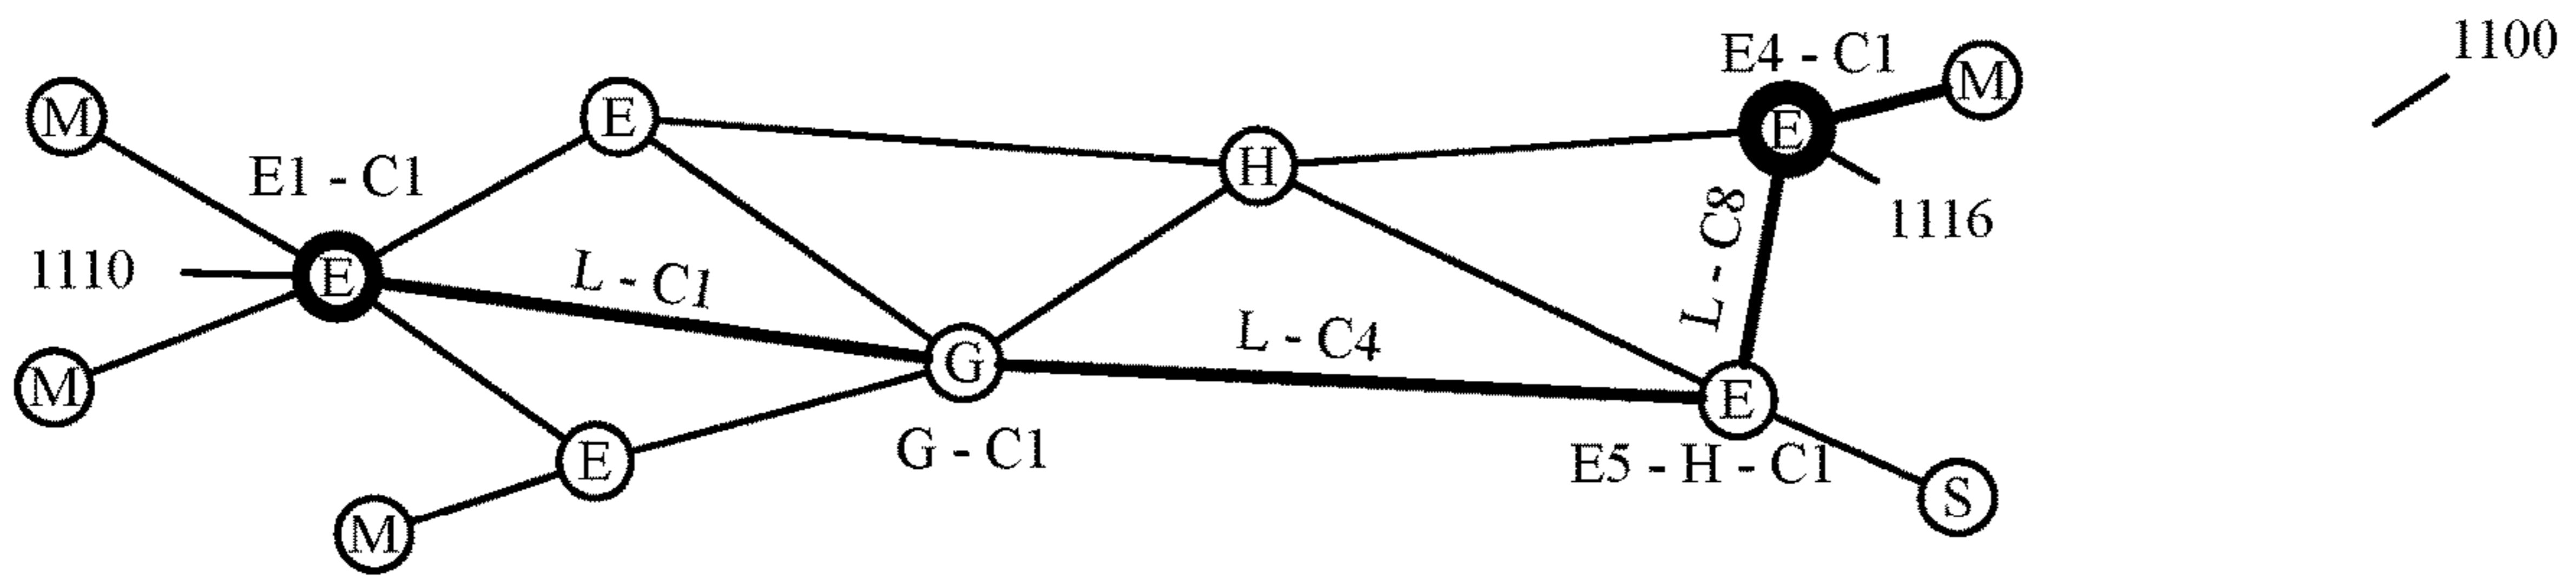 1100
E4 - C1
M
M
E
E
H
E1 - C1
1116
1110
E
L - C1
L - C8
L - C4
G
M
E
G - C1
E
E5 - H - C1
M
S